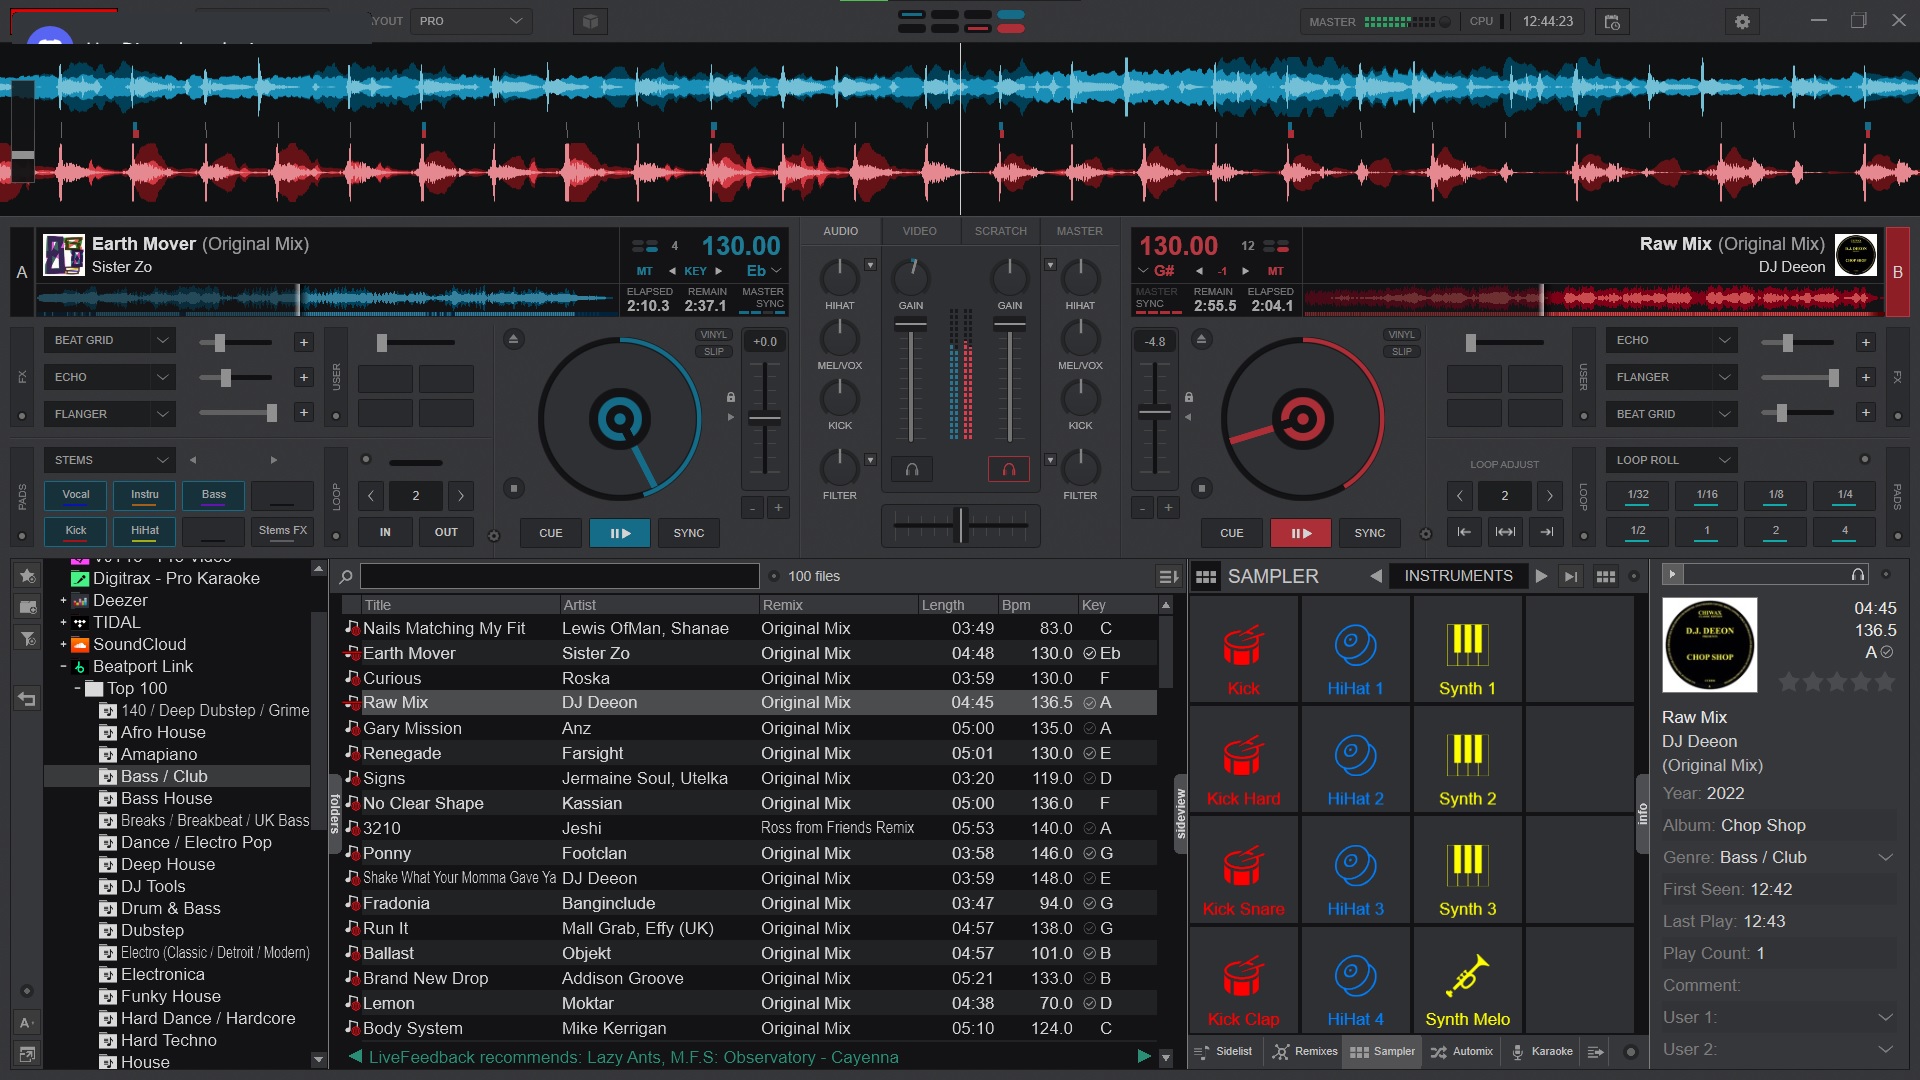 YOUT PRO
MASTER CPU 12:44:23
A
Earth Mover (Original Mix)
Sister Zo
4 130.00
MT KEY Eb
ELAPSED REMAIN MASTER
2:10.3 2:37.1 SYNC
AUDIO VIDEO SCRATCH MASTER
130.00 12
G# -1 MT
MASTER REMAIN ELAPSED
SYNC 2:55.5 2:04.1
Raw Mix (Original Mix)
DJ Deeon
B
FX
BEAT GRID +
ECHO +
FLANGER +
USER
VINYL
SLIP
+0.0
HIHAT GAIN GAIN HIHAT
MEL/VOX MEL/VOX
KICK KICK
FILTER FILTER
-4.8
VINYL
SLIP
USER
ECHO +
FLANGER +
BEAT GRID +
FX
PADS
STEMS
Vocal Instru Bass
Kick HiHat Stems FX
LOOP
2
IN OUT
CUE SYNC
- +
- +
CUE SYNC
LOOP ADJUST
2
LOOP
LOOP ROLL
1/32 1/16 1/8 1/4
1/2 1 2 4
PADS
Digitrax - Pro Karaoke
+ Deezer
+ TIDAL
+ SoundCloud
- Beatport Link
- Top 100
140 / Deep Dubstep / Grime
Afro House
Amapiano
Bass / Club
Bass House
Breaks / Breakbeat / UK Bass
Dance / Electro Pop
Deep House
DJ Tools
Drum & Bass
Dubstep
Electro (Classic / Detroit / Modern)
Electronica
Funky House
Hard Dance / Hardcore
Hard Techno
House
folders
100 files
Title Artist Remix Length Bpm Key
Nails Matching My Fit Lewis OfMan, Shanae Original Mix 03:49 83.0 C
Earth Mover Sister Zo Original Mix 04:48 130.0 Eb
Curious Roska Original Mix 03:59 130.0 F
Raw Mix DJ Deeon Original Mix 04:45 136.5 A
Gary Mission Anz Original Mix 05:00 135.0 A
Renegade Farsight Original Mix 05:01 130.0 E
Signs Jermaine Soul, Utelka Original Mix 03:20 119.0 D
No Clear Shape Kassian Original Mix 05:00 136.0 F
3210 Jeshi Ross from Friends Remix 05:53 140.0 A
Ponny Footclan Original Mix 03:58 146.0 G
Shake What Your Momma Gave Ya DJ Deeon Original Mix 03:59 148.0 E
Fradonia Banginclude Original Mix 03:47 94.0 G
Run It Mall Grab, Effy (UK) Original Mix 04:57 138.0 G
Ballast Objekt Original Mix 04:57 101.0 B
Brand New Drop Addison Groove Original Mix 05:21 133.0 B
Lemon Moktar Original Mix 04:38 70.0 D
Body System Mike Kerrigan Original Mix 05:10 124.0 C
LiveFeedback recommends: Lazy Ants, M.F.S: Observatory - Cayenna
sideview
SAMPLER INSTRUMENTS
Kick HiHat 1 Synth 1
Kick Hard HiHat 2 Synth 2
Kick Snare HiHat 3 Synth 3
Kick Clap HiHat 4 Synth Melo
Sidelist Remixes Sampler Automix Karaoke
info
CHIWAX
D.J. DEEON
CHOP SHOP
04:45
136.5
A
Raw Mix
DJ Deeon
(Original Mix)
Year: 2022
Album: Chop Shop
Genre: Bass / Club
First Seen: 12:42
Last Play: 12:43
Play Count: 1
Comment:
User 1:
User 2: